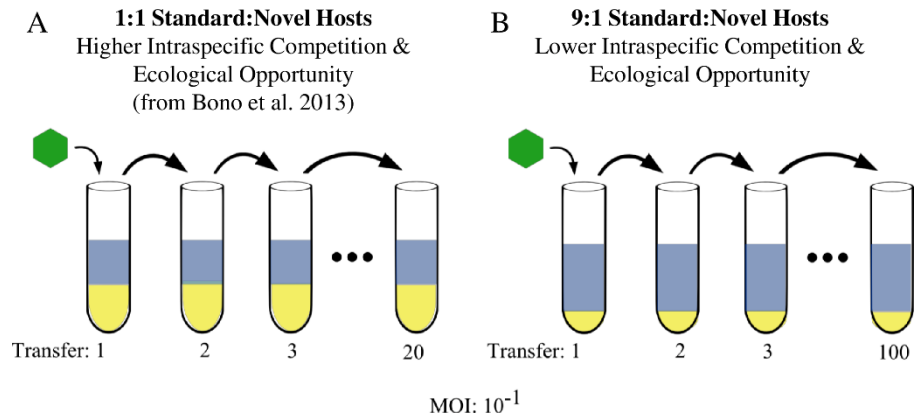 A
1:1 Standard:Novel Hosts
Higher Intraspecific Competition &
Ecological Opportunity
(from Bono et al. 2013)
Transfer: 1 2 3 20
B
9:1 Standard:Novel Hosts
Lower Intraspecific Competition &
Ecological Opportunity
Transfer: 1 2 3 100
MOI: 10⁻¹